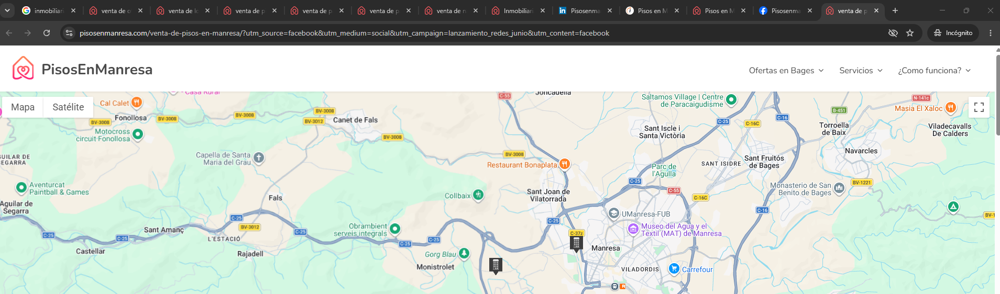 inmobiliari
venta de o
venta de lo
venta de p
venta de p
venta de p
venta de n
Inmobiliari
Pisosenma
Pisos en M
Pisos en M
Pisosenma
venta de p
pisosenmanresa.com/venta-de-pisos-en-manresa/?utm_source=facebook&utm_medium=social&utm_campaign=lanzamiento_redes_junio&utm_content=facebook
Incógnito
PisosEnManresa
Ofertas en Bages
Servicios
¿Como funciona?
Mapa
Satélite
Casa Rural
Cal Calet
Fonollosa
BV-3008
BV-3008
BV-3008
BV-3008
BV-3012
Canet de Fals
Motocross
circuit Fonollosa
BV-3008
C-55
Joncadella
Saltamos Village | Centre
de Paracaigudisme
C-25
C-16C
C-16
Sant Iscle i
Santa Victòria
B-451
N-141c
Masia El Xaloc
Torroella
de Baix
Viladecavalls
De Calders
Navarcles
Capella de Santa
Maria del Grau
BV-3008
Restaurant Bonaplata
Parc de
l'Agulla
SANT ISIDRE
Sant Fruitós
de Bages
AGUILAR DE
SEGARRA
Aventurcat
Paintball & Games
Aguilar de
Segarra
Fals
Collbaix
Sant Joan de
Vilatorrada
C-25
C-55
C-16C
Monasterio de San
Benito de Bages
BV-1221
C-16
BV-1
UManresa-FUB
C-25
C-25
BV-3012
C-25
C-25
C-25
Sant Amanç
L'ESTACIÓ
Obrambient
serveis integrals
C-25
C-25
C-37z
Museo del Agua y el
Textil (MAT) de Manresa
Castellar
Rajadell
Gorg Blau
Monistrolet
Manresa
VILADORDIS
Carrefour
R